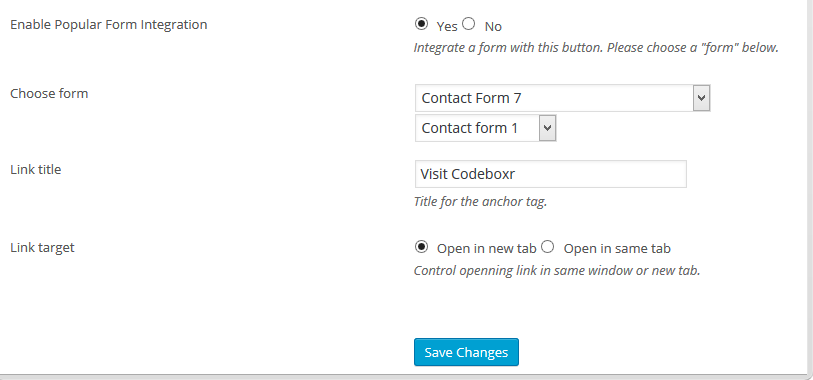 Enable Popular Form Integration
Yes No
Integrate a form with this button. Please choose a "form" below.
Choose form
Contact Form 7
Contact form 1
Link title
Visit Codeboxr
Title for the anchor tag.
Link target
Open in new tab Open in same tab
Control openning link in same window or new tab.
Save Changes